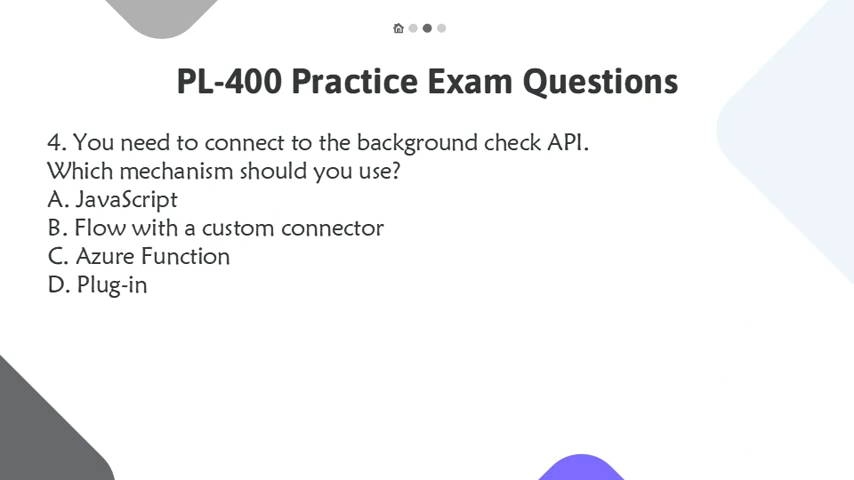 PL-400 Practice Exam Questions
4. You need to connect to the background check API.
Which mechanism should you use?
A. JavaScript
B. Flow with a custom connector
C. Azure Function
D. Plug-in